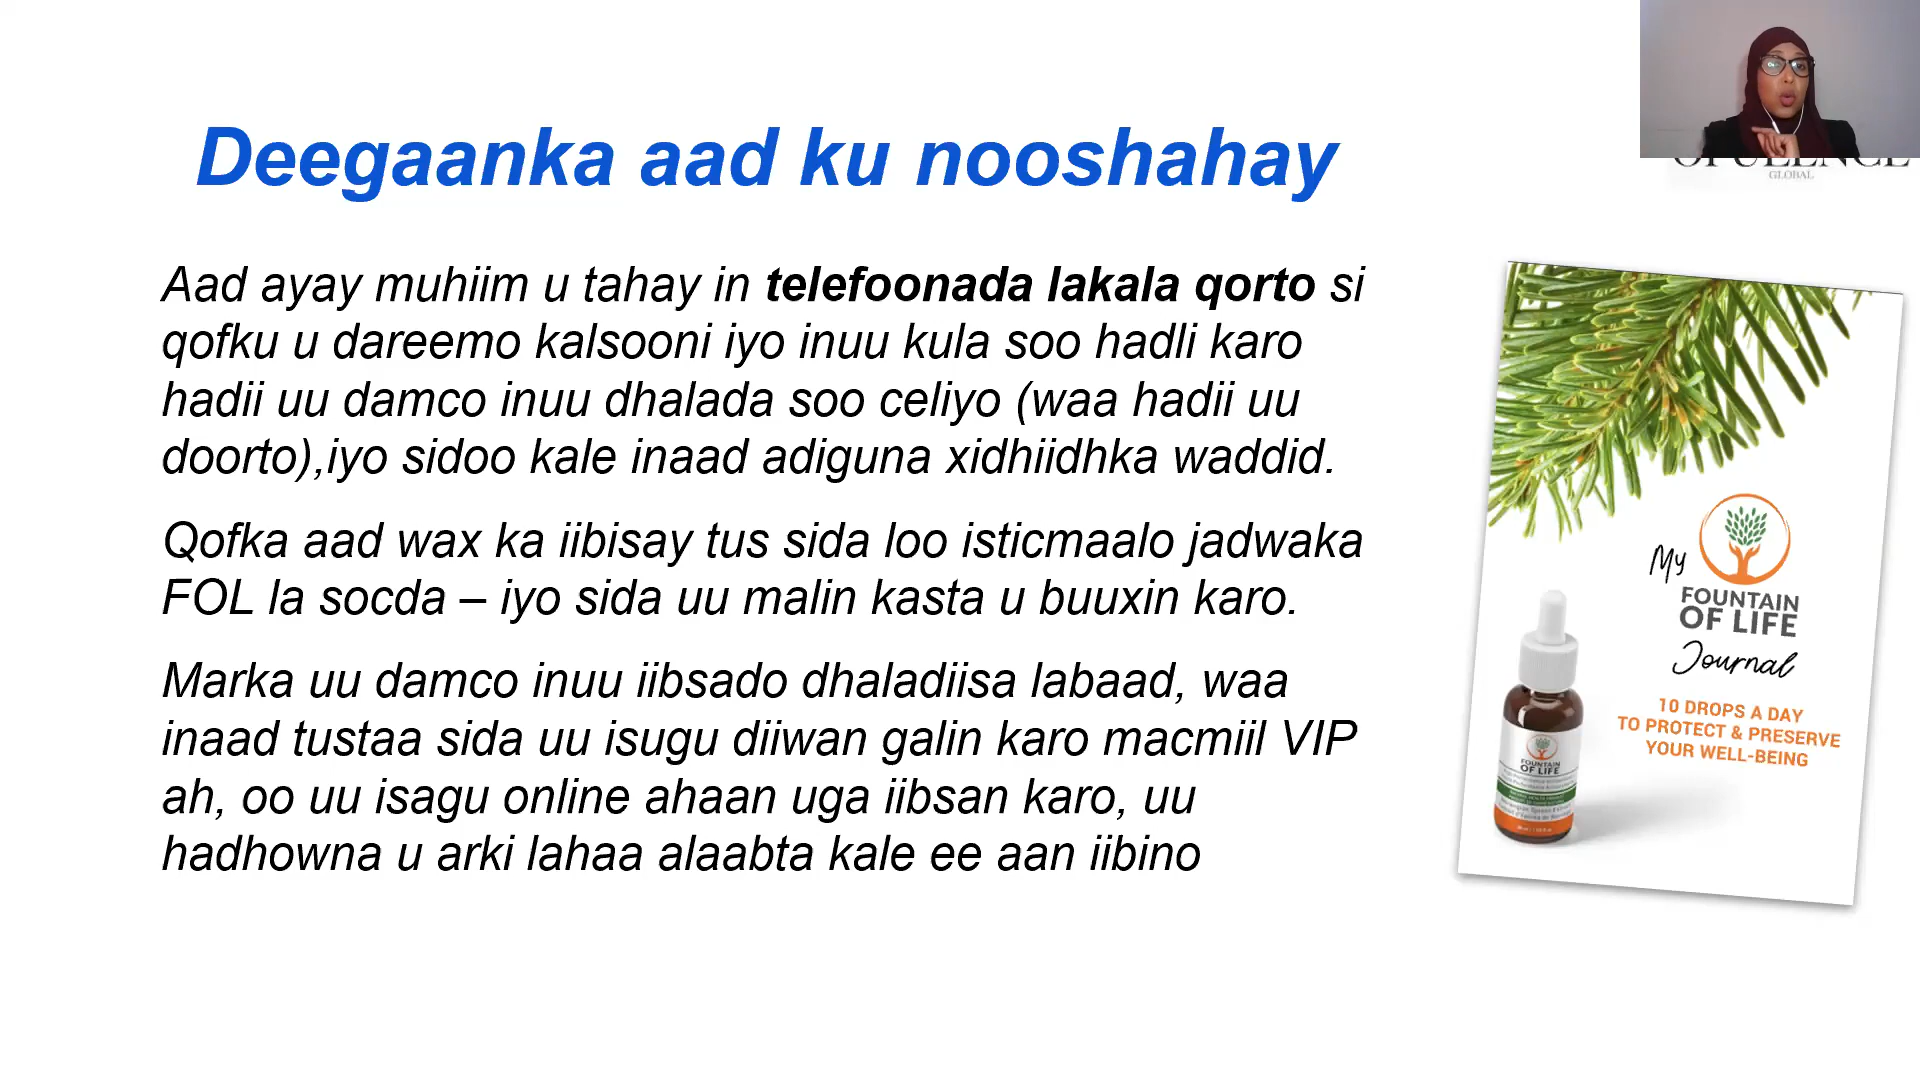 Deegaanka aad ku nooshahay
OPULENCE
GLOBAL
Aad ayay muhiim u tahay in telefoonada lakala qorto si
qofku u dareemo kalsooni iyo inuu kula soo hadli karo
hadii uu damco inuu dhalada soo celiyo (waa hadii uu
doorto),iyo sidoo kale inaad adiguna xidhiidhka waddid.
Qofka aad wax ka iibisay tus sida loo isticmaalo jadwaka
FOL la socda – iyo sida uu malin kasta u buuxin karo.
Marka uu damco inuu iibsado dhaladiisa labaad, waa
inaad tustaa sida uu isugu diiwan galin karo macmiil VIP
ah, oo uu isagu online ahaan uga iibsan karo, uu
hadhowna u arki lahaa alaabta kale ee aan iibino
My
FOUNTAIN
OF LIFE
Journal
10 DROPS A DAY
TO PROTECT & PRESERVE
YOUR WELL-BEING
FOUNTAIN
OF LIFE